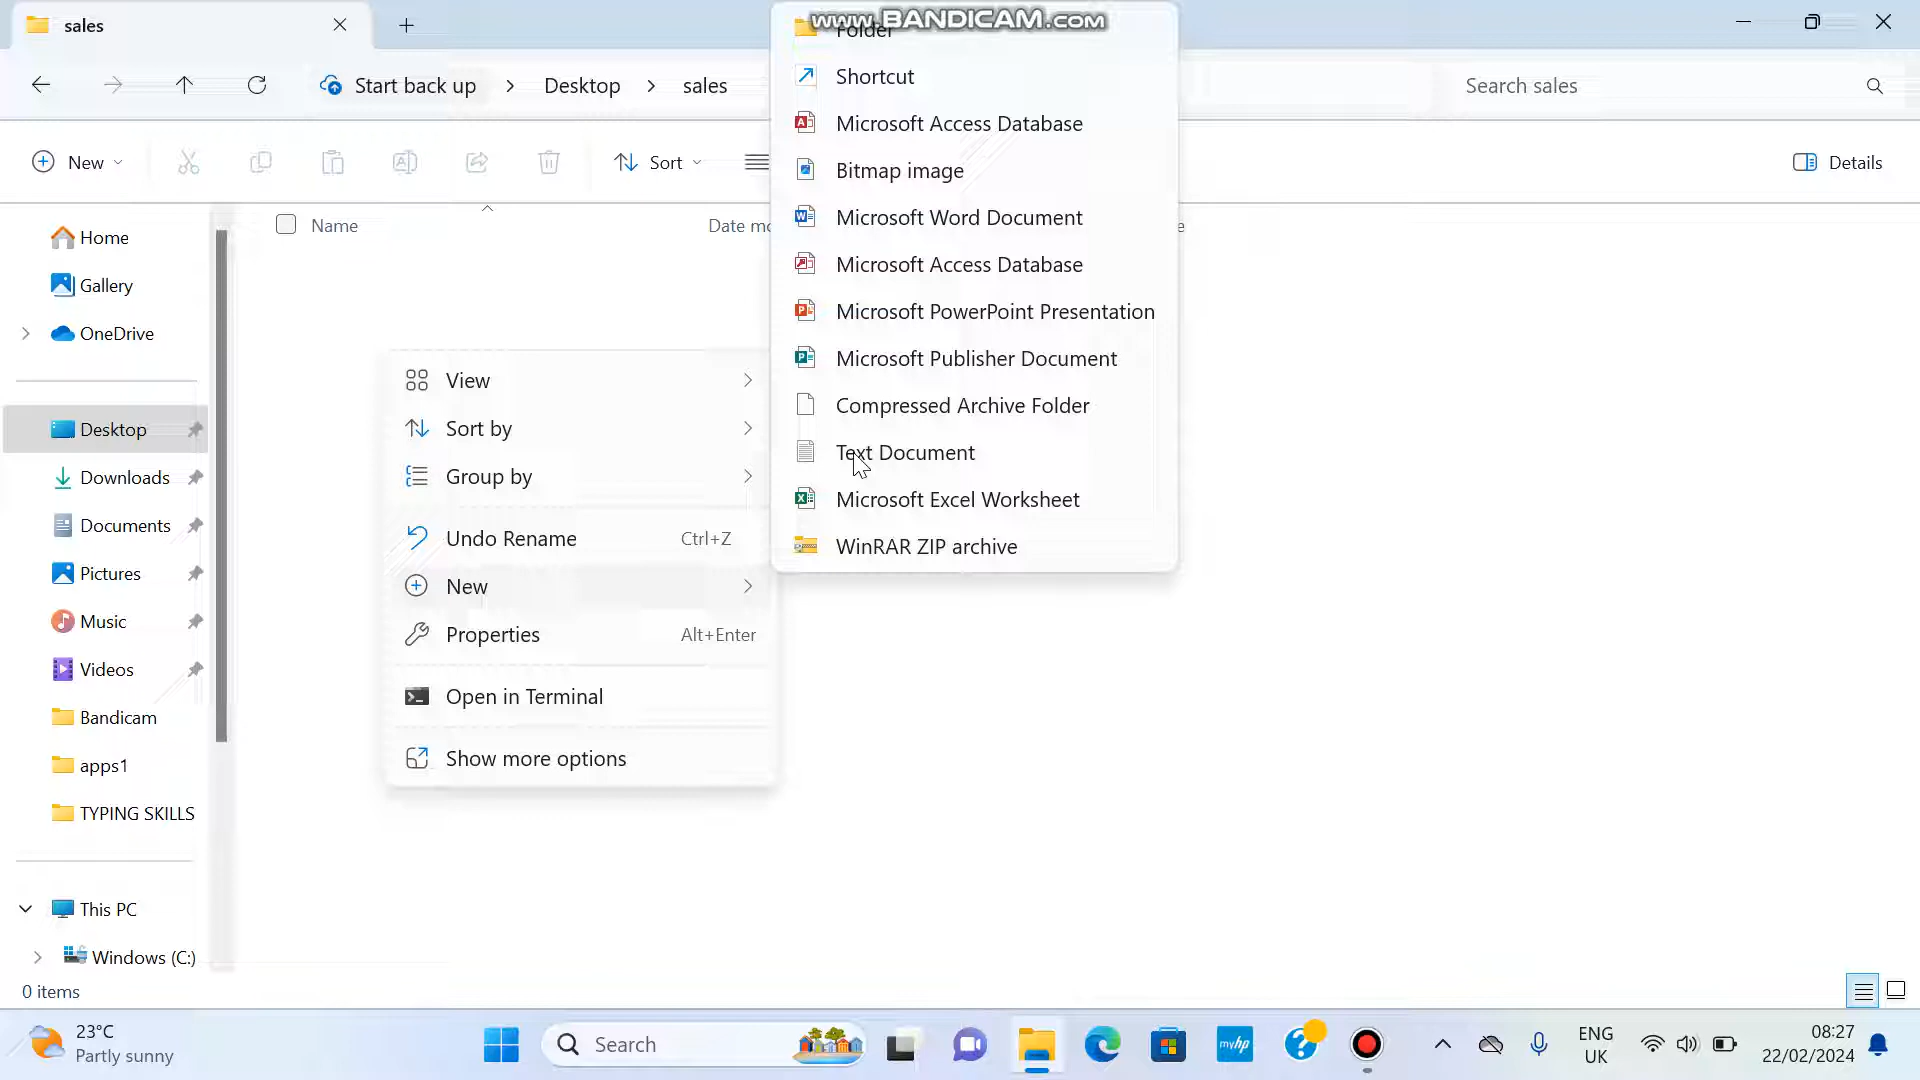 sales
www.BANDICAM.com
Start back up
Desktop
sales
Search sales
New
Sort
Details
Name
Date mo
e
Home
Gallery
OneDrive
Desktop
Downloads
Documents
Pictures
Music
Videos
Bandicam
apps1
TYPING SKILLS
This PC
Windows (C:)
0 items
View
Sort by
Group by
Undo Rename Ctrl+Z
New
Properties Alt+Enter
Open in Terminal
Show more options
Folder
Shortcut
Microsoft Access Database
Bitmap image
Microsoft Word Document
Microsoft Access Database
Microsoft PowerPoint Presentation
Microsoft Publisher Document
Compressed Archive Folder
Text Document
Microsoft Excel Worksheet
WinRAR ZIP archive
23°C
Partly sunny
Search
myhp
ENG
UK
08:27
22/02/2024